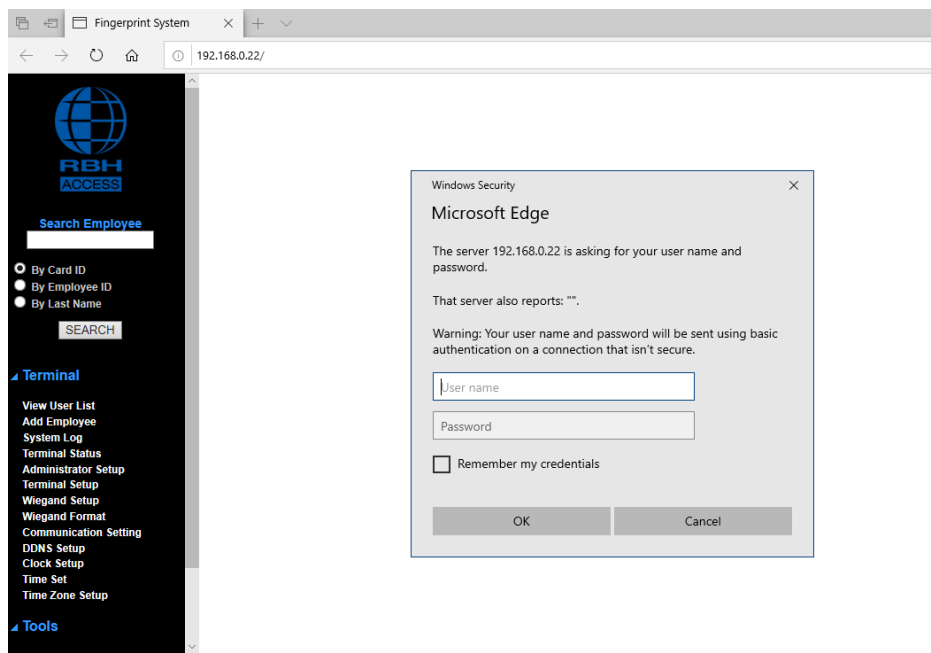 Fingerprint System
192.168.0.22/
RBH
ACCESS
Search Employee
By Card ID
By Employee ID
By Last Name
SEARCH
Terminal
View User List
Add Employee
System Log
Terminal Status
Administrator Setup
Terminal Setup
Wiegand Setup
Wiegand Format
Communication Setting
DDNS Setup
Clock Setup
Time Set
Time Zone Setup
Tools
Windows Security
Microsoft Edge
The server 192.168.0.22 is asking for your user name and
password.
That server also reports: "".
Warning: Your user name and password will be sent using basic
authentication on a connection that isn't secure.
User name
Password
Remember my credentials
OK
Cancel